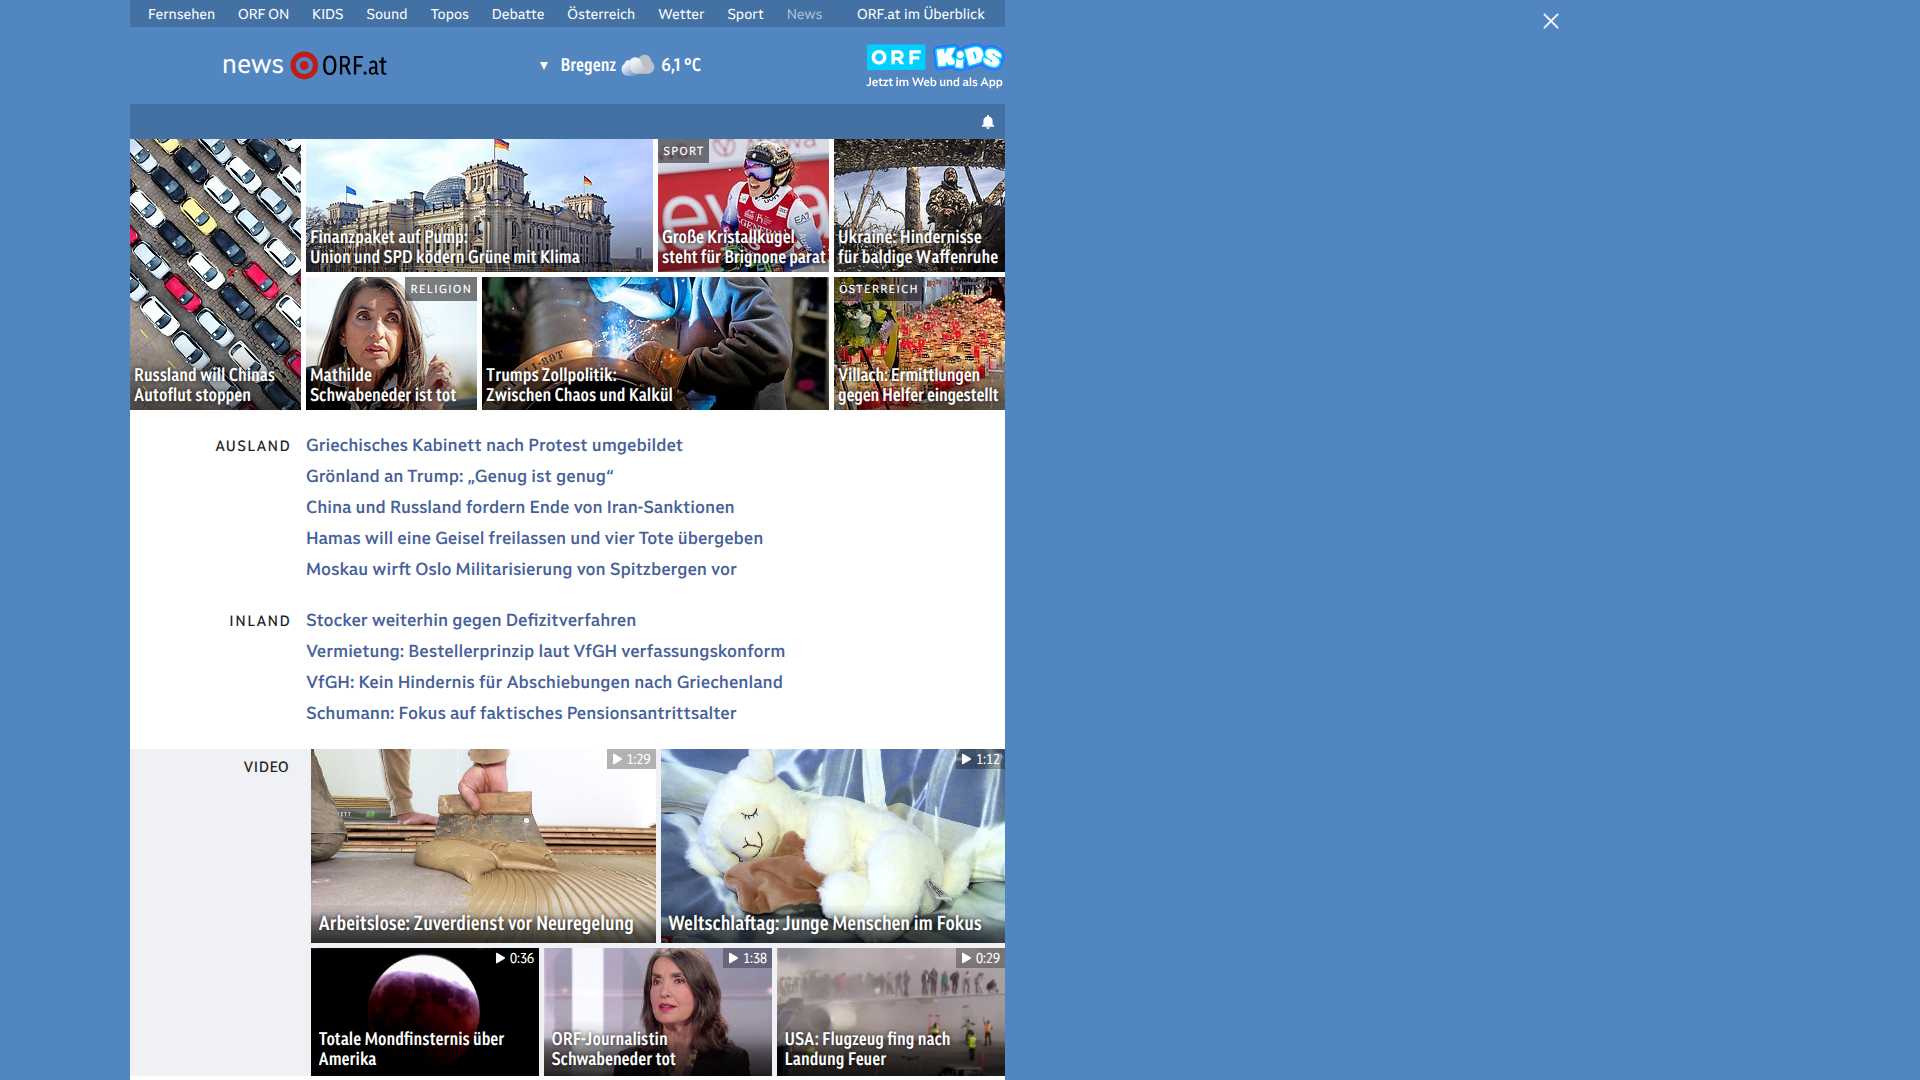 Fernsehen ORF ON KIDS Sound Topos Debatte Österreich Wetter Sport News ORF.at im Überblick
news ORF.at
Bregenz 6,1 °C
ORF KiDS
Jetzt im Web und als App
Russland will Chinas
Autoflut stoppen
Finanzpaket auf Pump:
Union und SPD ködern Grüne mit Klima
SPORT
Große Kristallkugel
steht für Brignone parat
Ukraine: Hindernisse
für baldige Waffenruhe
RELIGION
Mathilde
Schwabeneder ist tot
Trumps Zollpolitik:
Zwischen Chaos und Kalkül
ÖSTERREICH
Villach: Ermittlungen
gegen Helfer eingestellt
AUSLAND
Griechisches Kabinett nach Protest umgebildet
Grönland an Trump: „Genug ist genug“
China und Russland fordern Ende von Iran-Sanktionen
Hamas will eine Geisel freilassen und vier Tote übergeben
Moskau wirft Oslo Militarisierung von Spitzbergen vor
INLAND
Stocker weiterhin gegen Defizitverfahren
Vermietung: Bestellerprinzip laut VfGH verfassungskonform
VfGH: Kein Hindernis für Abschiebungen nach Griechenland
Schumann: Fokus auf faktisches Pensionsantrittsalter
VIDEO
1:29
Arbeitslose: Zuverdienst vor Neuregelung
1:12
Weltschlaftag: Junge Menschen im Fokus
0:36
Totale Mondfinsternis über
Amerika
1:38
ORF-Journalistin
Schwabeneder tot
0:29
USA: Flugzeug fing nach
Landung Feuer